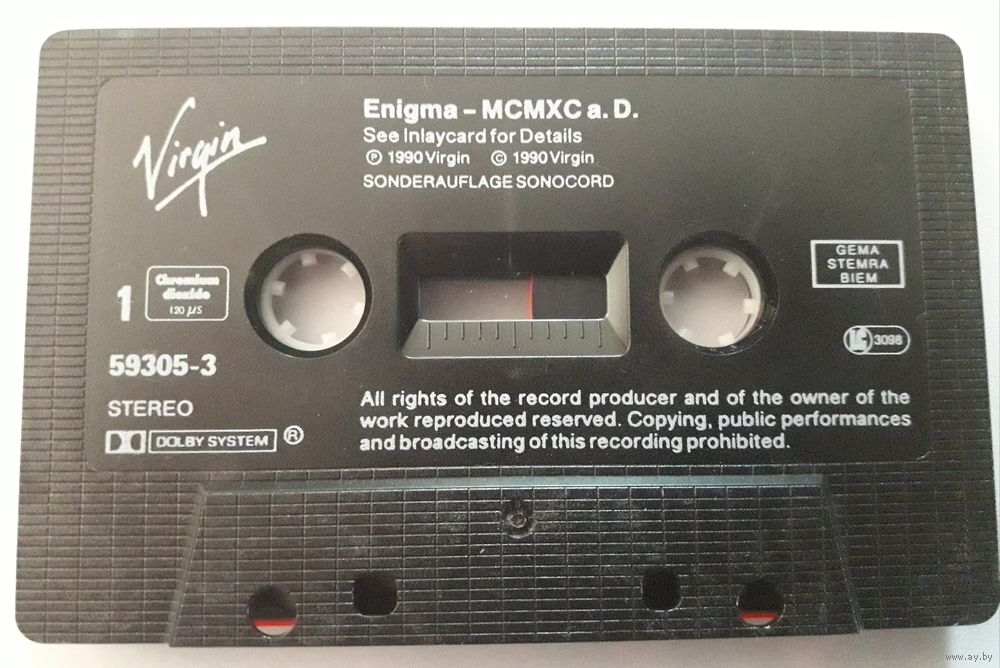 Virgin
Enigma – MCMXC a. D.
See Inlaycard for Details
Ⓟ 1990 Virgin © 1990 Virgin
SONDERAUFLAGE SONOCORD
1
Chromium
dioxide
120 µS
GEMA
STEMRA
BIEM
LC 3098
59305-3
STEREO
DOLBY SYSTEM ®
All rights of the record producer and of the owner of the
work reproduced reserved. Copying, public performances
and broadcasting of this recording prohibited.
www.ay.by